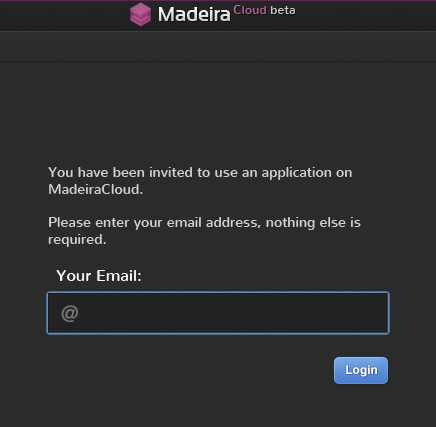 Madeira Cloud beta
You have been invited to use an application on
MadeiraCloud.
Please enter your email address, nothing else is
required.
Your Email:
@
Login